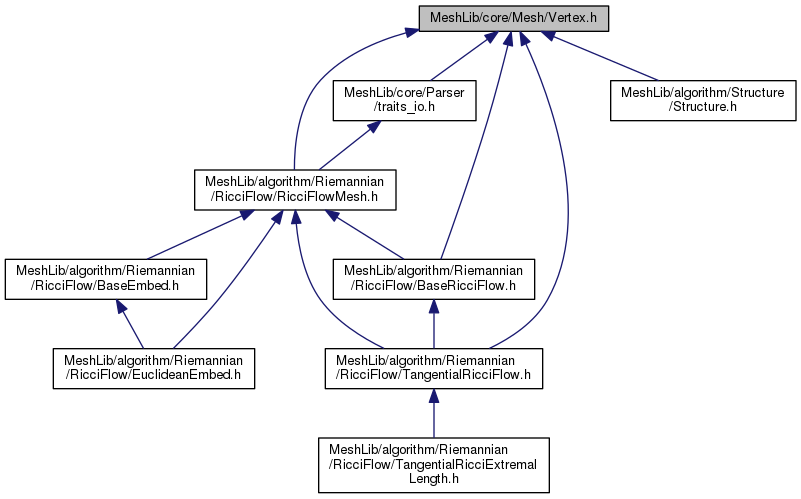 MeshLib/core/Mesh/Vertex.h
MeshLib/core/Parser
/traits_io.h
MeshLib/algorithm/Structure
/Structure.h
MeshLib/algorithm/Riemannian
/RicciFlow/RicciFlowMesh.h
MeshLib/algorithm/Riemannian
/RicciFlow/BaseEmbed.h
MeshLib/algorithm/Riemannian
/RicciFlow/BaseRicciFlow.h
MeshLib/algorithm/Riemannian
/RicciFlow/EuclideanEmbed.h
MeshLib/algorithm/Riemannian
/RicciFlow/TangentialRicciFlow.h
MeshLib/algorithm/Riemannian
/RicciFlow/TangentialRicciExtremal
Length.h